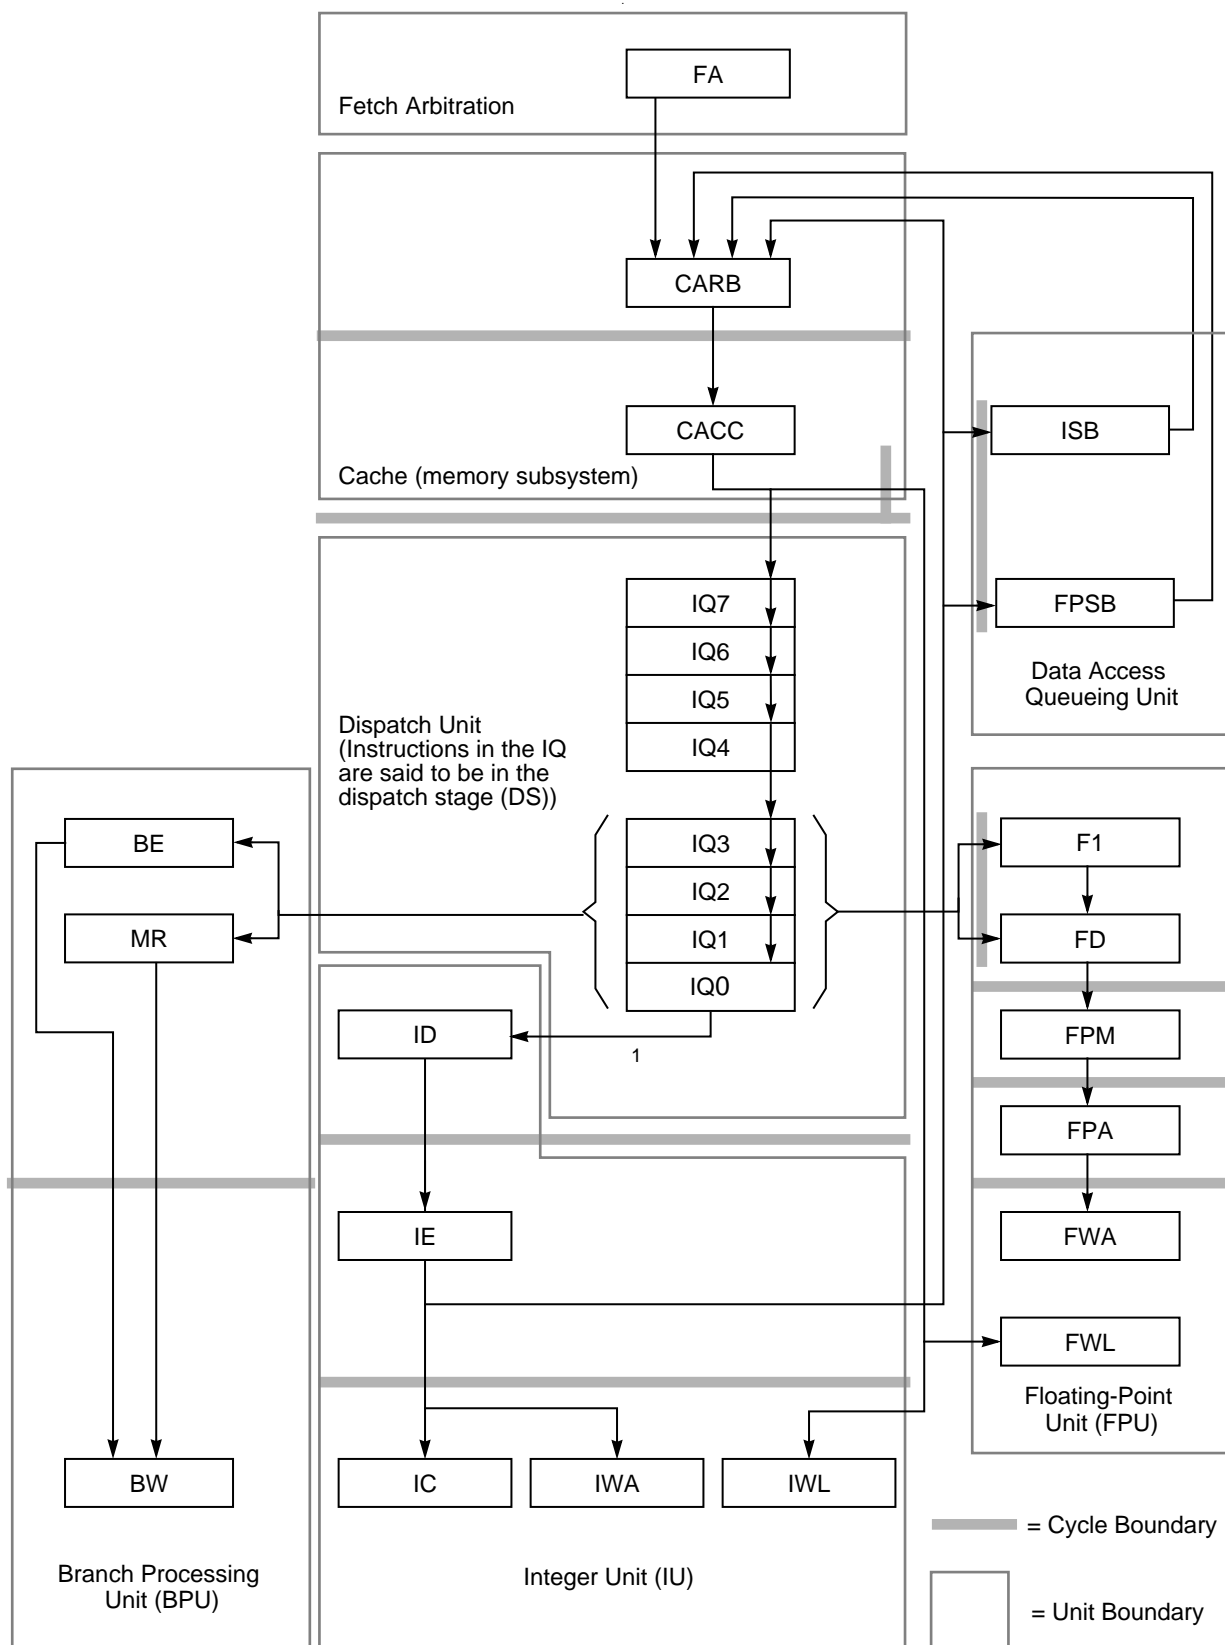 FA
Fetch Arbitration
CARB
CACC
ISB
Cache (memory subsystem)
IQ7
FPSB
IQ6
Data Access
Queueing Unit
IQ5
Dispatch Unit
(Instructions in the IQ
are said to be in the
dispatch stage (DS))
IQ4
BE
IQ3
F1
IQ2
MR
IQ1
FD
IQ0
ID
1
FPM
FPA
IE
FWA
FWL
Floating-Point
Unit (FPU)
BW
IC
IWA
IWL
= Cycle Boundary
Branch Processing
Unit (BPU)
Integer Unit (IU)
= Unit Boundary